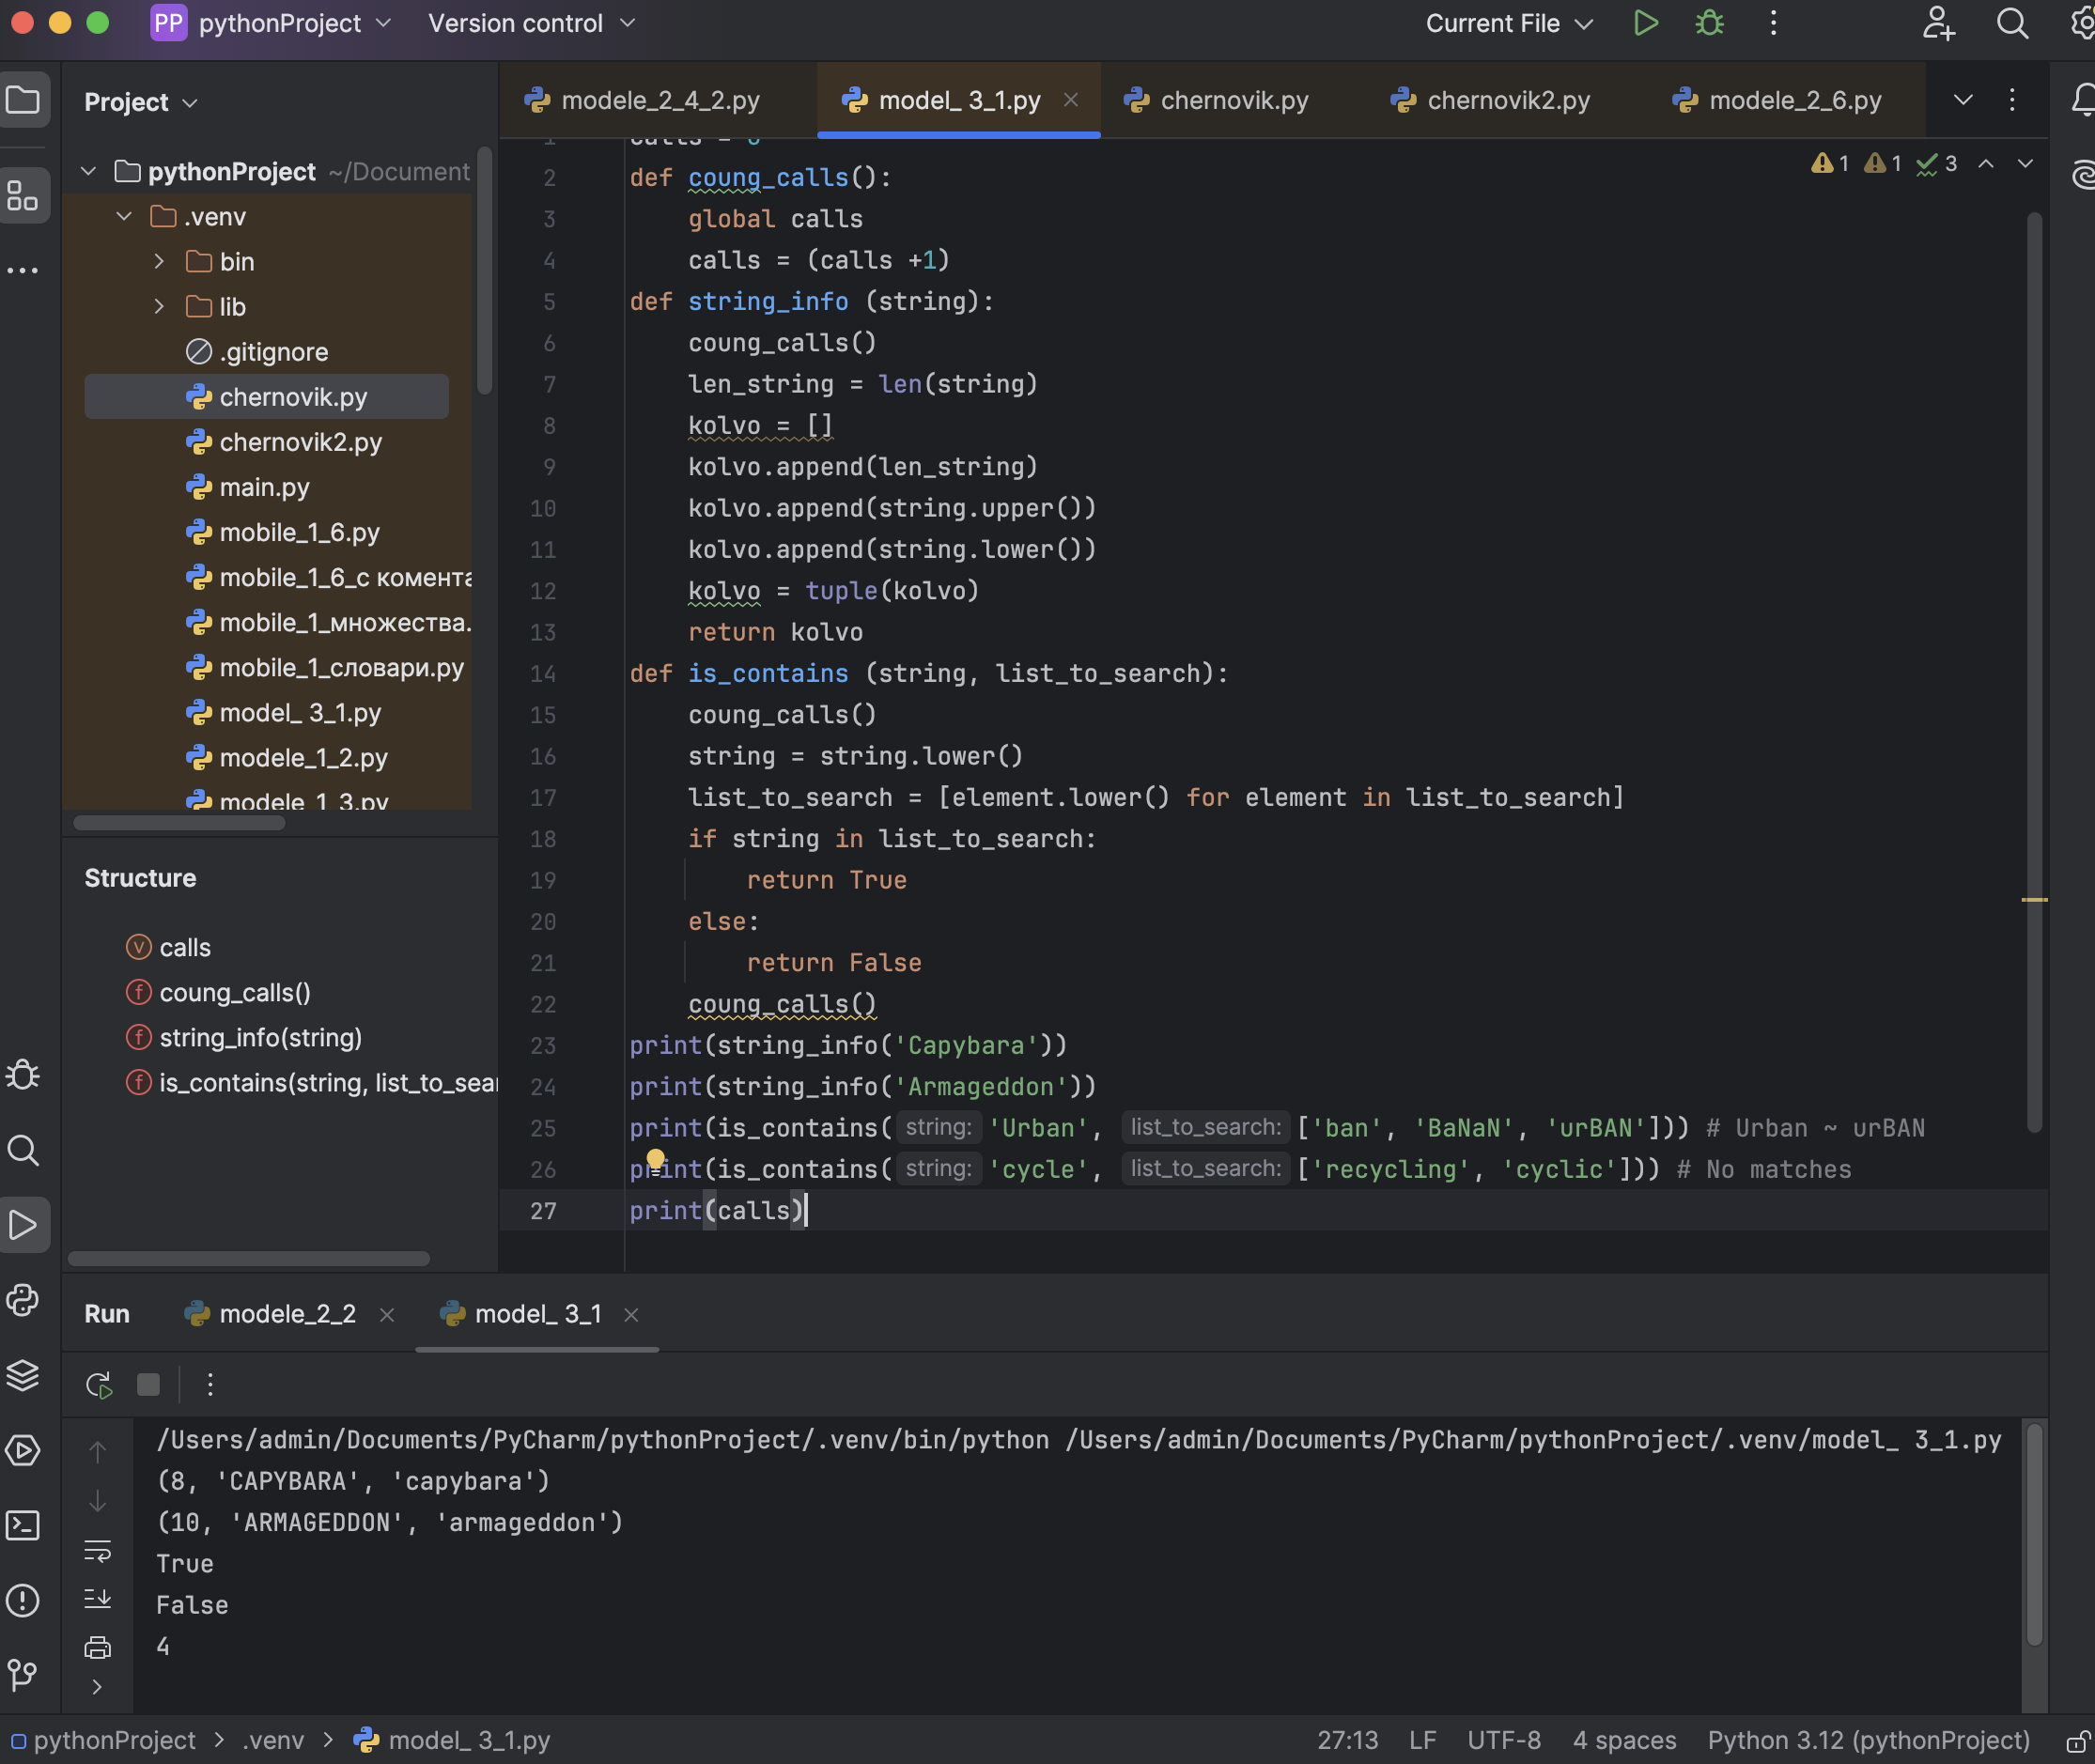 PP pythonProject Version control Current File
Project
modele_2_4_2.py model_ 3_1.py chernovik.py chernovik2.py modele_2_6.py
pythonProject ~/Document
.venv
bin
lib
.gitignore
chernovik.py
chernovik2.py
main.py
mobile_1_6.py
mobile_1_6_с комента
mobile_1_множества.
mobile_1_словари.py
model_ 3_1.py
modele_1_2.py
modele_1_3.py
Structure
calls
coung_calls()
string_info(string)
is_contains(string, list_to_sear
1 1 3
1 calls = 0
2 def coung_calls():
3 global calls
4 calls = (calls +1)
5 def string_info (string):
6 coung_calls()
7 len_string = len(string)
8 kolvo = []
9 kolvo.append(len_string)
10 kolvo.append(string.upper())
11 kolvo.append(string.lower())
12 kolvo = tuple(kolvo)
13 return kolvo
14 def is_contains (string, list_to_search):
15 coung_calls()
16 string = string.lower()
17 list_to_search = [element.lower() for element in list_to_search]
18 if string in list_to_search:
19 return True
20 else:
21 return False
22 coung_calls()
23 print(string_info('Capybara'))
24 print(string_info('Armageddon'))
25 print(is_contains( string: 'Urban', list_to_search: ['ban', 'BaNaN', 'urBAN'])) # Urban ~ urBAN
26 print(is_contains( string: 'cycle', list_to_search: ['recycling', 'cyclic'])) # No matches
27 print(calls)
Run modele_2_2 model_ 3_1
/Users/admin/Documents/PyCharm/pythonProject/.venv/bin/python /Users/admin/Documents/PyCharm/pythonProject/.venv/model_ 3_1.py
(8, 'CAPYBARA', 'capybara')
(10, 'ARMAGEDDON', 'armageddon')
True
False
4
pythonProject > .venv > model_ 3_1.py 27:13 LF UTF-8 4 spaces Python 3.12 (pythonProject)